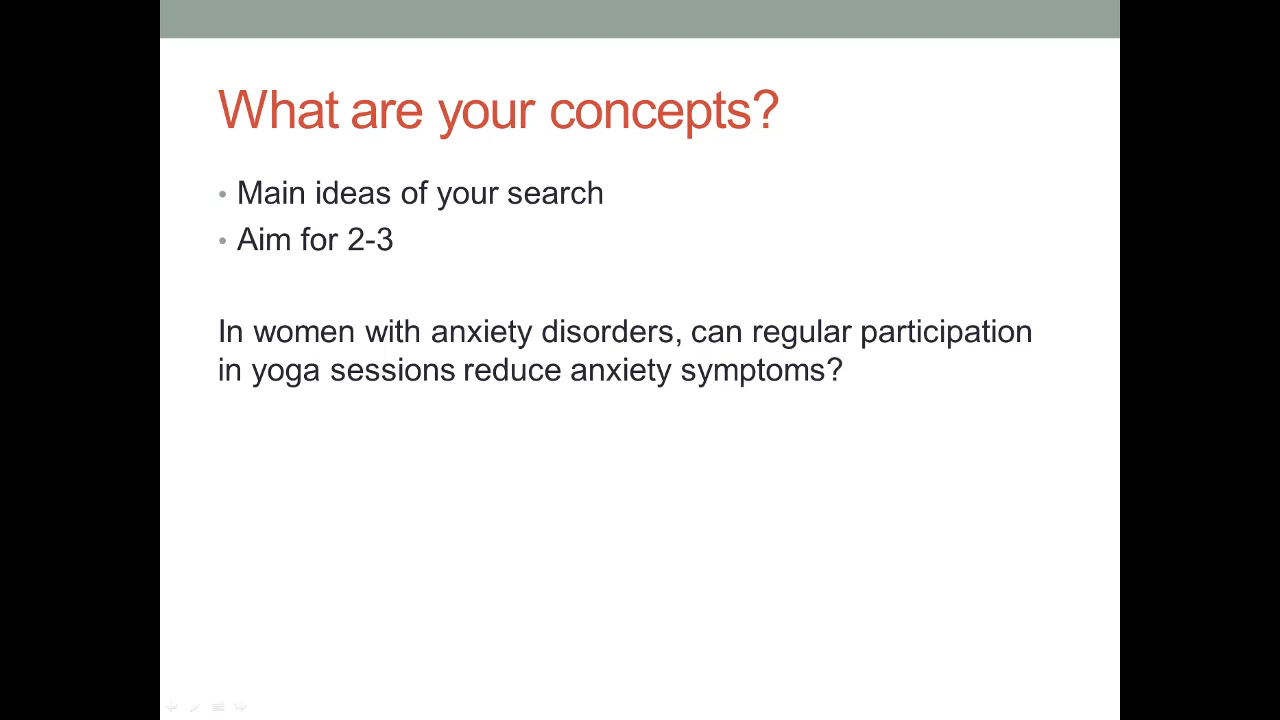 What are your concepts?
• Main ideas of your search
• Aim for 2-3
In women with anxiety disorders, can regular participation
in yoga sessions reduce anxiety symptoms?